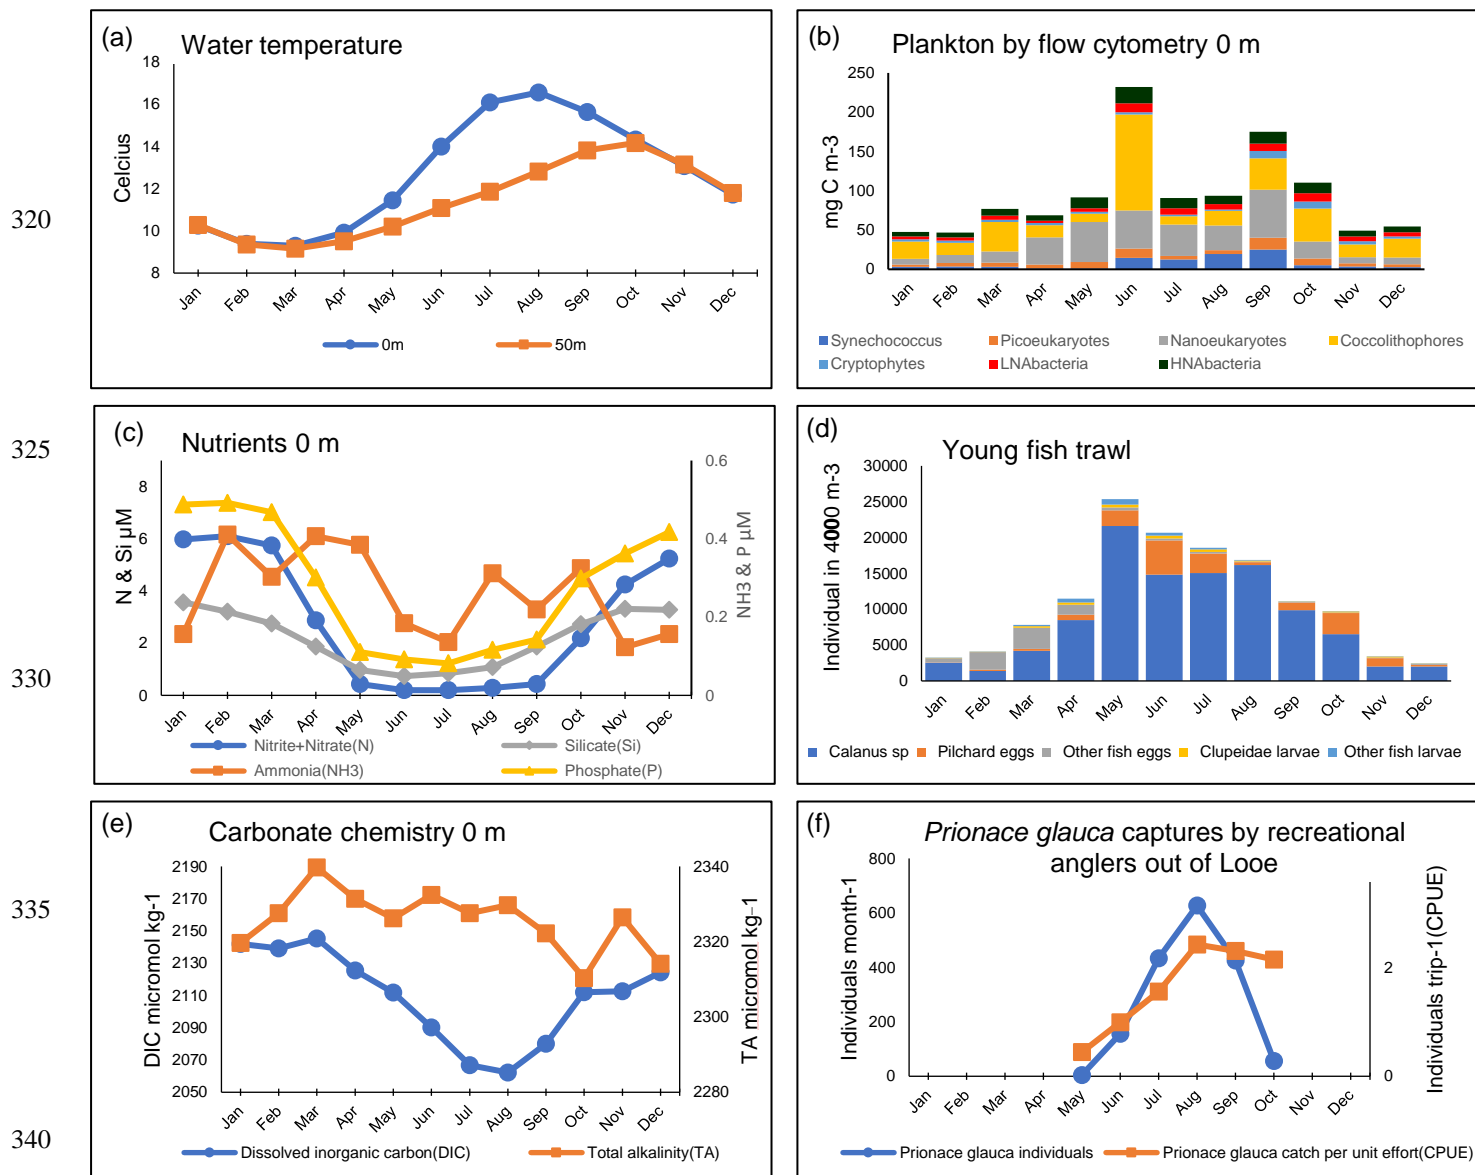 320
325
330
335
340
(a)
Water temperature
Celcius
18
16
14
12
10
8
Jan Feb Mar Apr May Jun Jul Aug Sep Oct Nov Dec
0m 50m
(b)
Plankton by flow cytometry 0 m
mg C m-3
250
200
150
100
50
0
Jan Feb Mar Apr May Jun Jul Aug Sep Oct Nov Dec
Synechococcus Picoeukaryotes Nanoeukaryotes Coccolithophores
Cryptophytes LNAbacteria HNAbacteria
(c)
Nutrients 0 m
N & Si µM
8
6
4
2
0
NH3 & P µM
0.6
0.4
0.2
0
Jan Feb Mar Apr May Jun Jul Aug Sep Oct Nov Dec
Nitrite+Nitrate(N) Silicate(Si)
Ammonia(NH3) Phosphate(P)
(d)
Young fish trawl
Individual in 4000 m-3
30000
25000
20000
15000
10000
5000
0
Jan Feb Mar Apr May Jun Jul Aug Sep Oct Nov Dec
Calanus sp Pilchard eggs Other fish eggs Clupeidae larvae Other fish larvae
(e)
Carbonate chemistry 0 m
DIC micromol kg-1
2190
2170
2150
2130
2110
2090
2070
2050
TA micromol kg-1
2340
2320
2300
2280
Jan Feb Mar Apr May Jun Jul Aug Sep Oct Nov Dec
Dissolved inorganic carbon(DIC) Total alkalinity(TA)
(f)
Prionace glauca captures by recreational
anglers out of Looe
Individuals month-1
800
600
400
200
0
Individuals trip-1(CPUE)
2
0
Jan Feb Mar Apr May Jun Jul Aug Sep Oct Nov Dec
Prionace glauca individuals Prionace glauca catch per unit effort(CPUE)